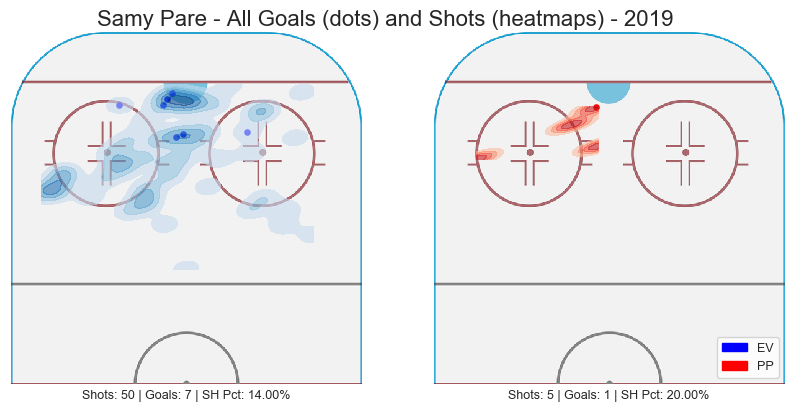 Samy Pare - All Goals (dots) and Shots (heatmaps) - 2019
EV
PP
Shots: 50 | Goals: 7 | SH Pct: 14.00%
Shots: 5 | Goals: 1 | SH Pct: 20.00%